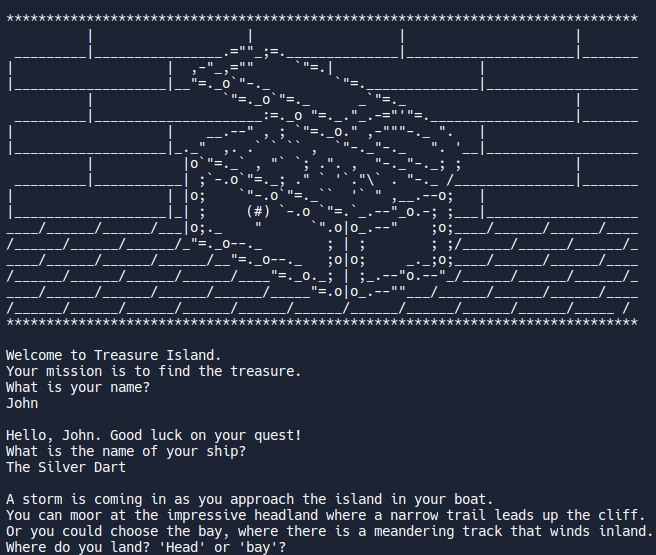 Welcome to Treasure Island.
Your mission is to find the treasure.
What is your name?
John
Hello, John. Good luck on your quest!
What is the name of your ship?
The Silver Dart
A storm is coming in as you approach the island in your boat.
You can moor at the impressive headland where a narrow trail leads up the cliff.
Or you could choose the bay, where there is a meandering track that winds inland.
Where do you land? 'Head' or 'bay'?